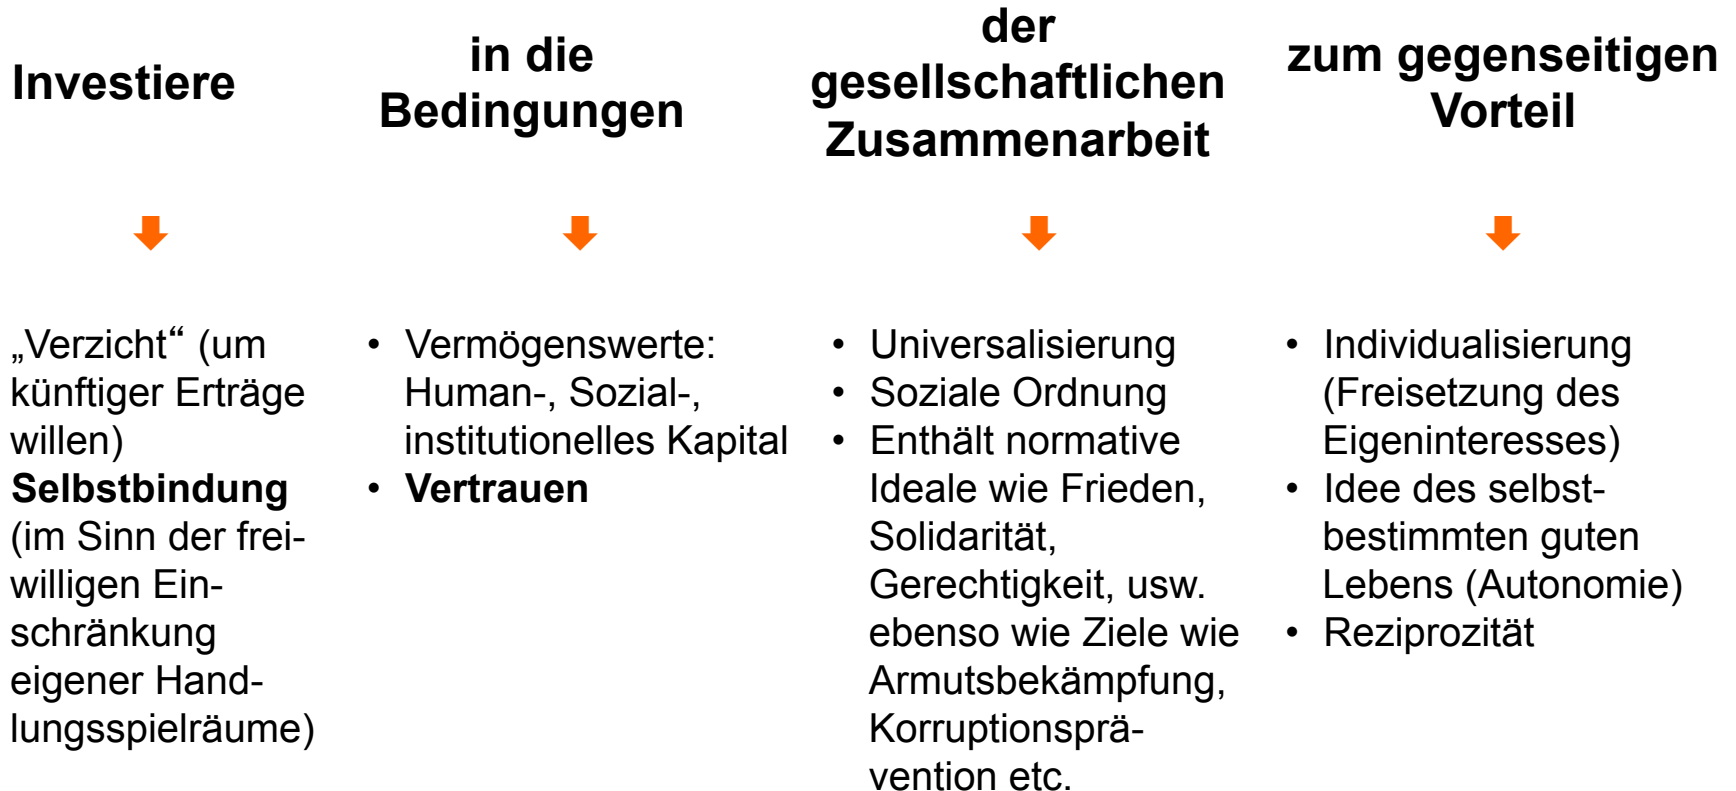 Investiere
in die
Bedingungen
der
gesellschaftlichen
Zusammenarbeit
zum gegenseitigen
Vorteil
„Verzicht“ (um
künftiger Erträge
willen)
Selbstbindung
(im Sinn der frei-
willigen Ein-
schränkung
eigener Hand-
lungsspielräume)
• Vermögenswerte:
Human-, Sozial-,
institutionelles Kapital
• Vertrauen
• Universalisierung
• Soziale Ordnung
• Enthält normative
Ideale wie Frieden,
Solidarität,
Gerechtigkeit, usw.
ebenso wie Ziele wie
Armutsbekämpfung,
Korruptionsprä-
vention etc.
• Individualisierung
(Freisetzung des
Eigeninteresses)
• Idee des selbst-
bestimmten guten
Lebens (Autonomie)
• Reziprozität